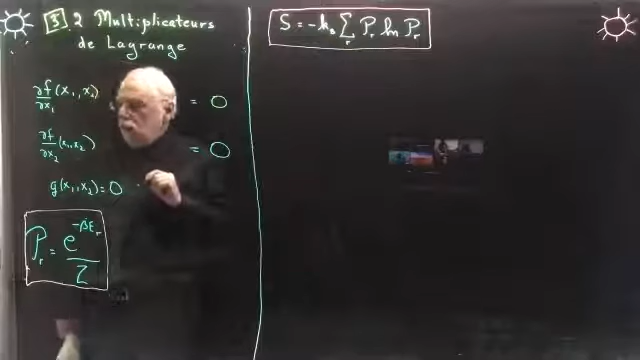 3.2 Multiplicateurs
de Lagrange
∂f/∂x₁ (x₁, x₂) = 0
∂f/∂x₂ (x₁, x₂) = 0
g(x₁, x₂) = 0
Pᵣ = e^(-βEᵣ) / Z
S = -k_B ∑ᵣ Pᵣ ln Pᵣ